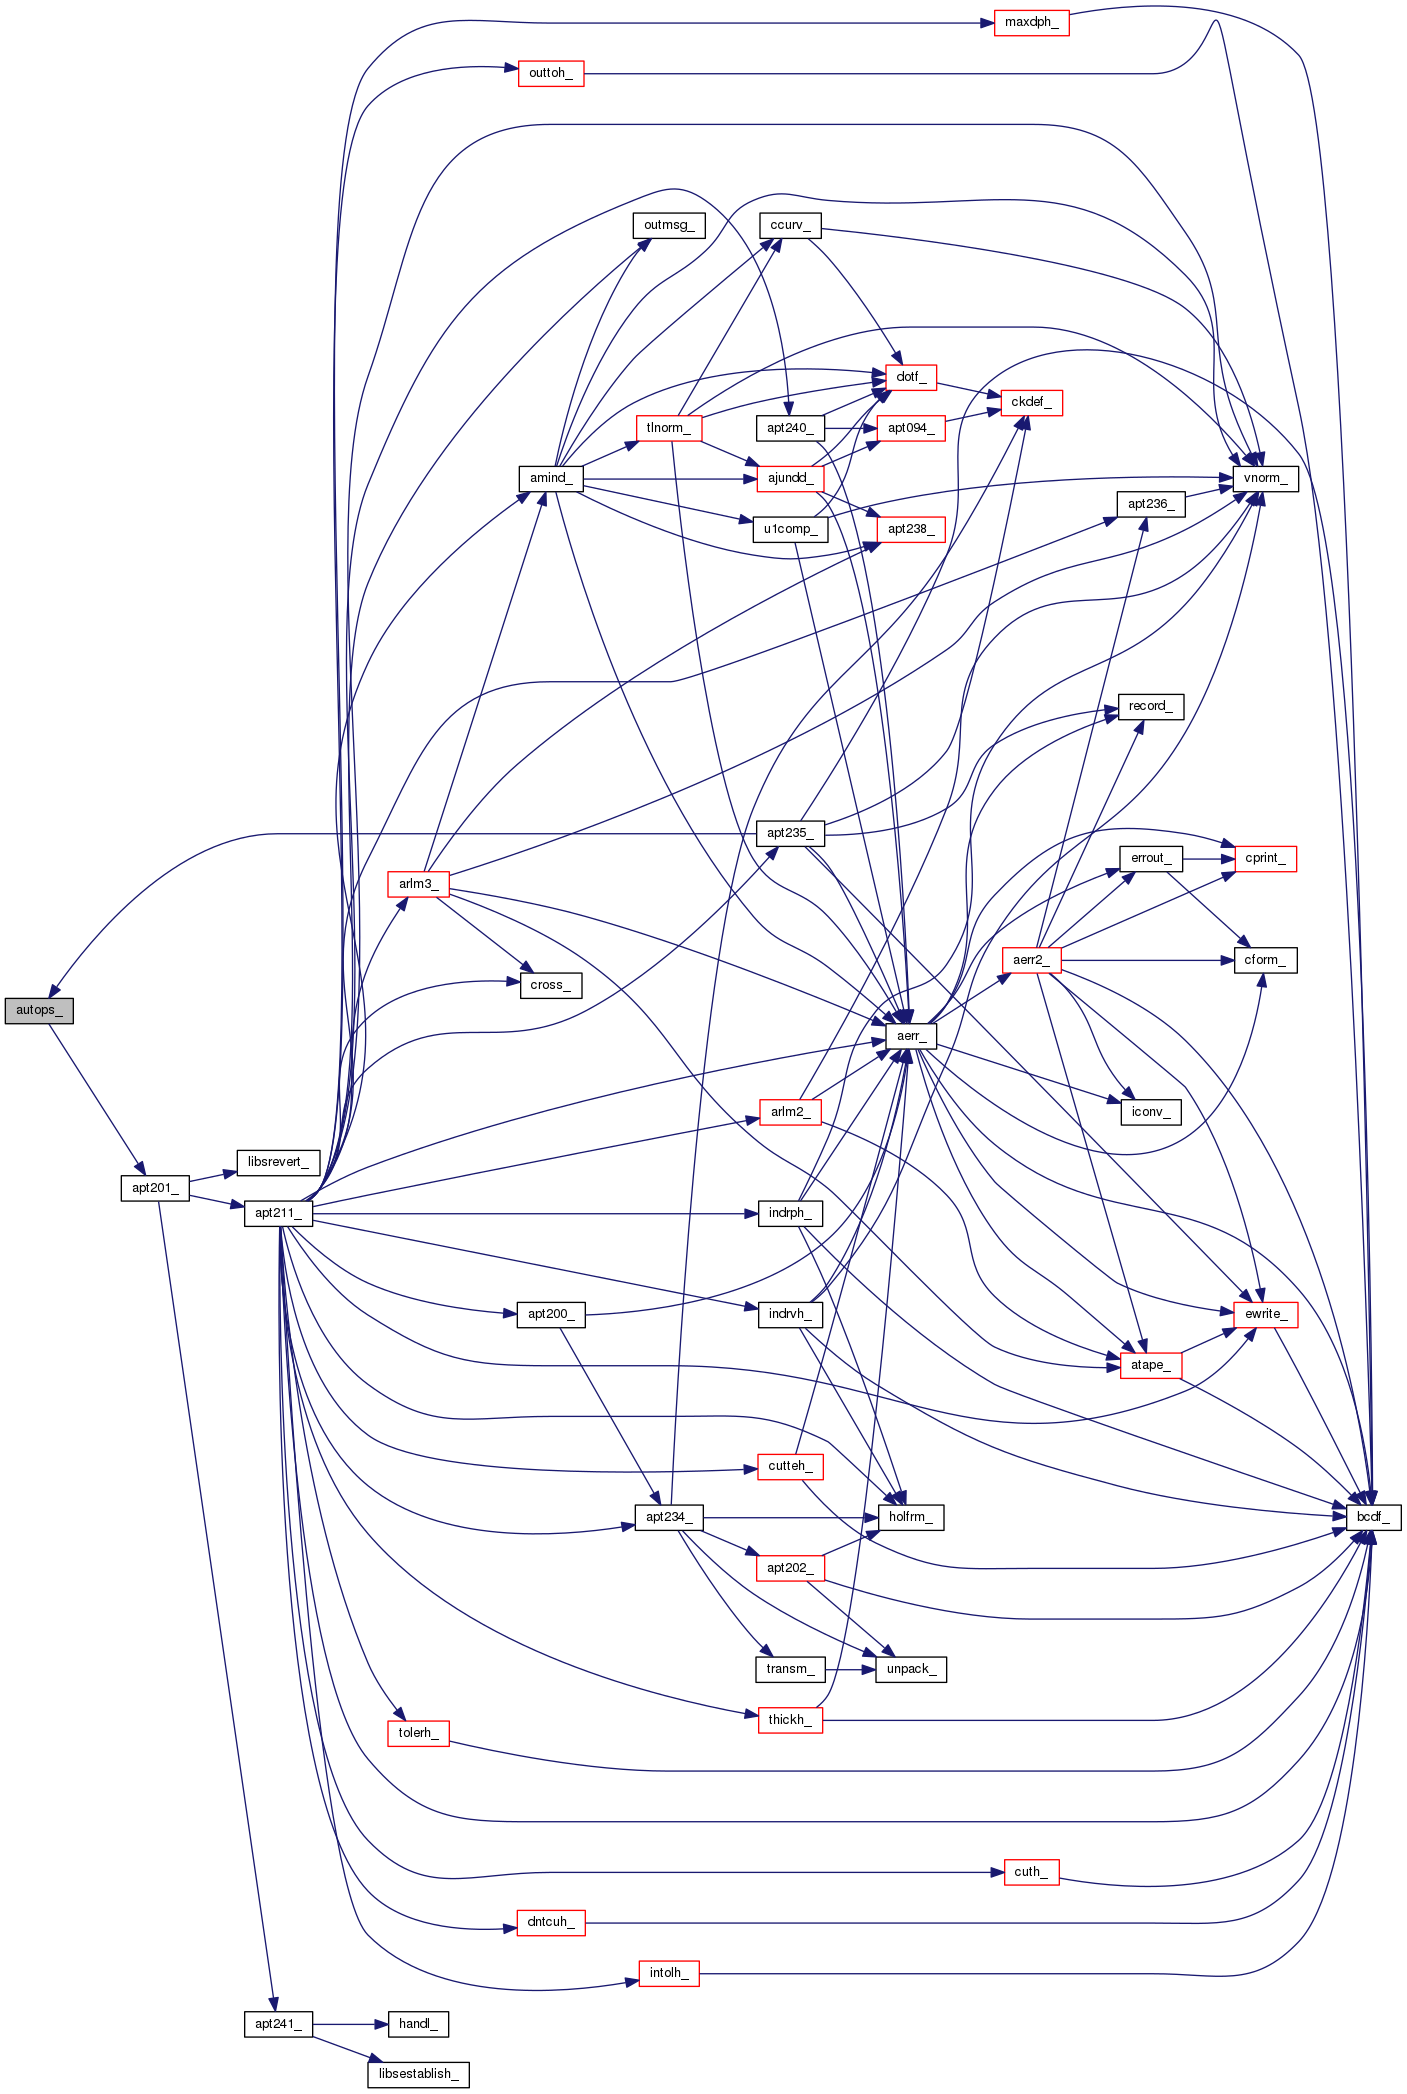 maxdph_
outtoh_
outmsg_
ccurv_
dotf_
ckdef_
tlnorm_
apt240_
apt094_
amind_
ajundd_
vnorm_
apt236_
u1comp_
apt238_
record_
apt235_
errout_
cprint_
arlm3_
aerr2_
cform_
cross_
autops_
aerr_
arlm2_
iconv_
libsrevert_
apt201_
apt211_
indrph_
apt200_
indrvh_
ewrite_
atape_
cutteh_
apt234_
holfrm_
bcdf_
apt202_
transm_
unpack_
thickh_
tolerh_
cuth_
dntcuh_
intolh_
apt241_
handl_
libsestablish_